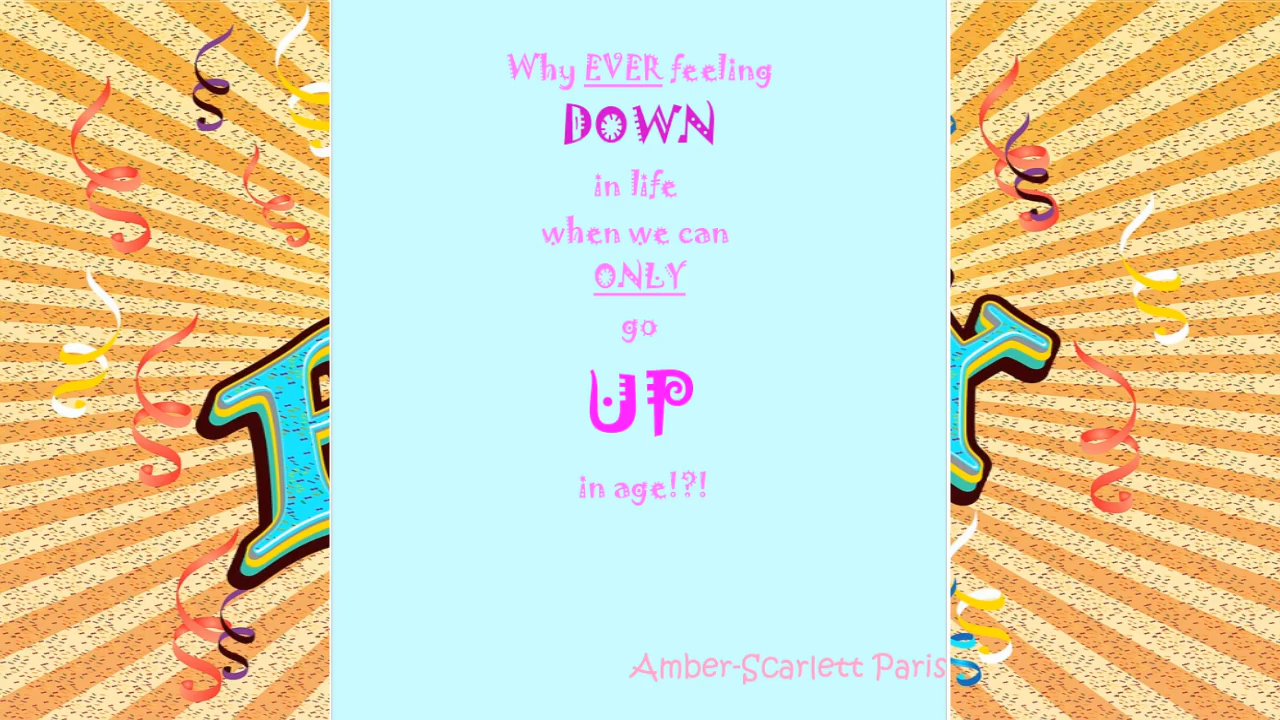 Why EVER feeling
DOWN
in life
when we can
ONLY
go
UP
in age!?!
Amber-Scarlett Paris